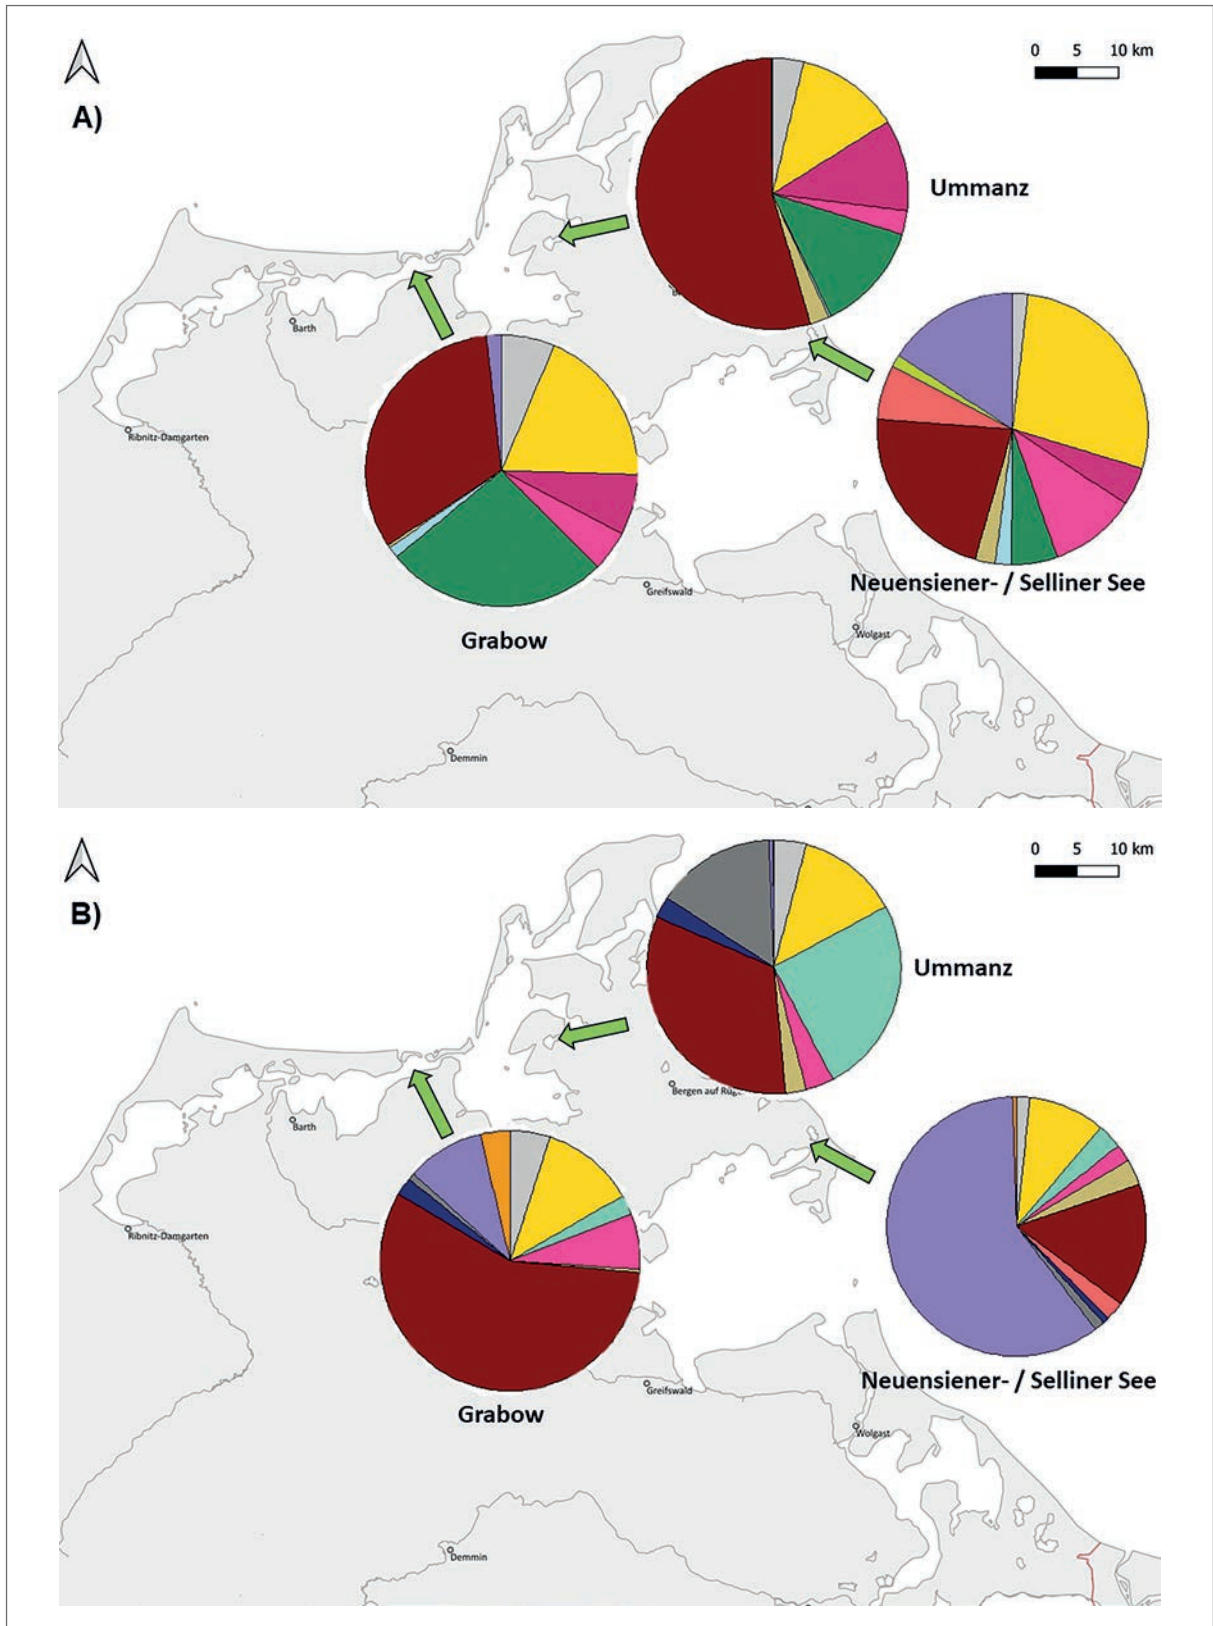 0 5 10 km
A)
Ummanz
Barth
Ribnitz-Damgarten
Neuensiener- / Selliner See
Greifswald
Grabow
Wolgast
Demmin
0 5 10 km
B)
Ummanz
Bergen auf Rüge
Barth
Ribnitz-Damgarten
Neuensiener- / Selliner See
Greifswald
Grabow
Wolgast
Demmin